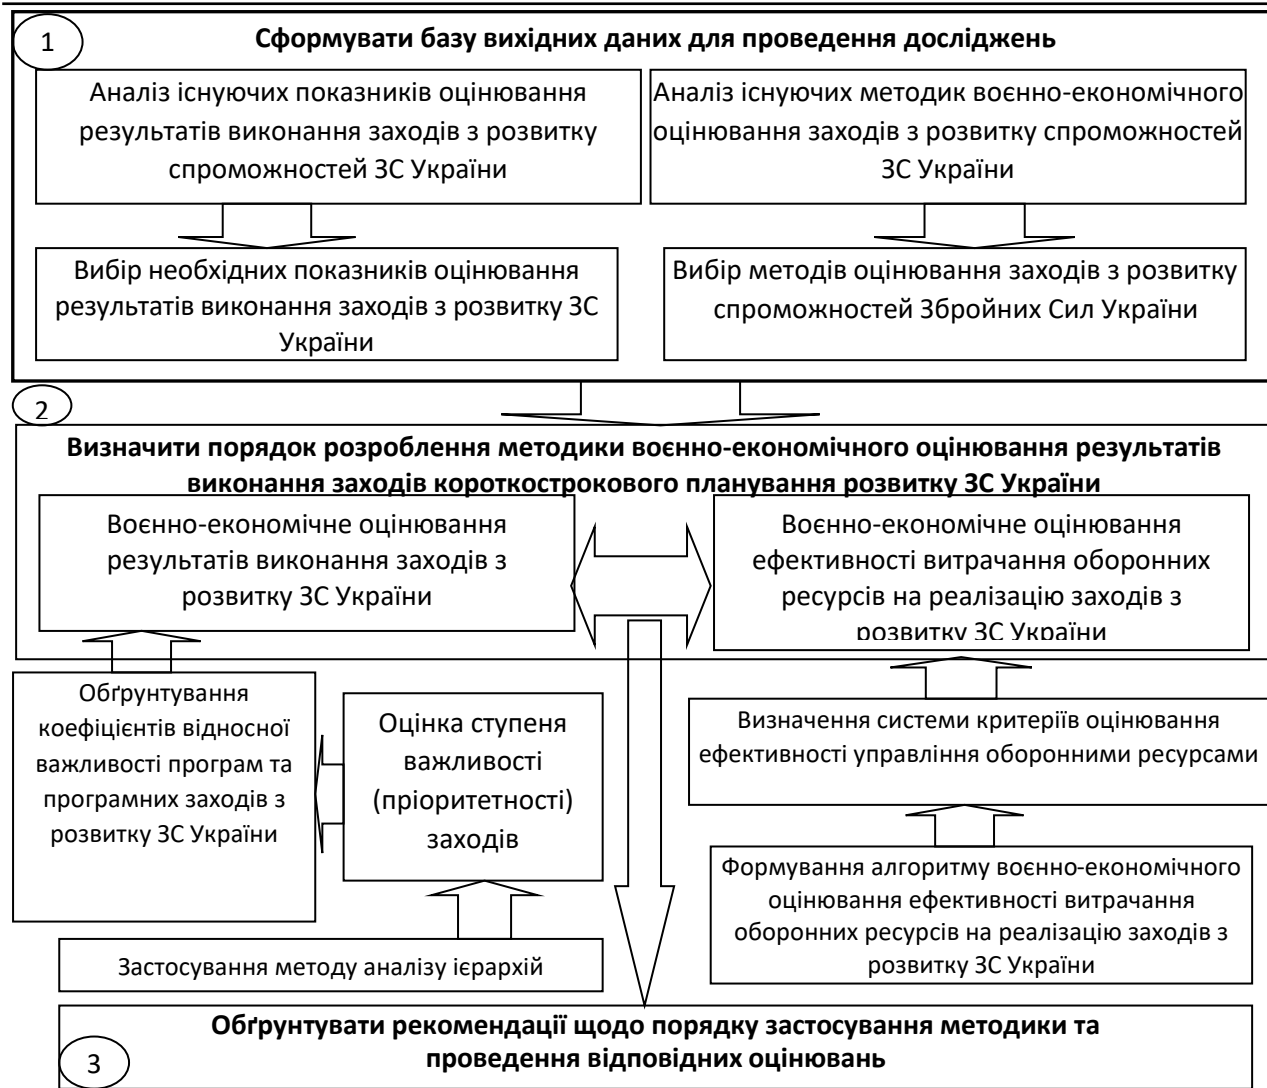 1
Сформувати базу вихідних даних для проведення досліджень
Аналіз існуючих показників оцінювання
результатів виконання заходів з розвитку
спроможностей ЗС України
Аналіз існуючих методик воєнно-економічного
оцінювання заходів з розвитку спроможностей
ЗС України
Вибір необхідних показників оцінювання
результатів виконання заходів з розвитку ЗС
України
Вибір методів оцінювання заходів з розвитку
спроможностей Збройних Сил України
2
Визначити порядок розроблення методики воєнно-економічного оцінювання результатів
виконання заходів короткострокового планування розвитку ЗС України
Воєнно-економічне оцінювання
результатів виконання заходів з
розвитку ЗС України
Воєнно-економічне оцінювання
ефективності витрачання оборонних
ресурсів на реалізацію заходів з
розвитку ЗС України
Обґрунтування
коефіцієнтів відносної
важливості програм та
програмних заходів з
розвитку ЗС України
Оцінка ступеня
важливості
(пріоритетності)
заходів
Визначення системи критеріїв оцінювання
ефективності управління оборонними ресурсами
Формування алгоритму воєнно-економічного
оцінювання ефективності витрачання
оборонних ресурсів на реалізацію заходів з
розвитку ЗС України
Застосування методу аналізу ієрархій
Обґрунтувати рекомендації щодо порядку застосування методики та
проведення відповідних оцінювань
3